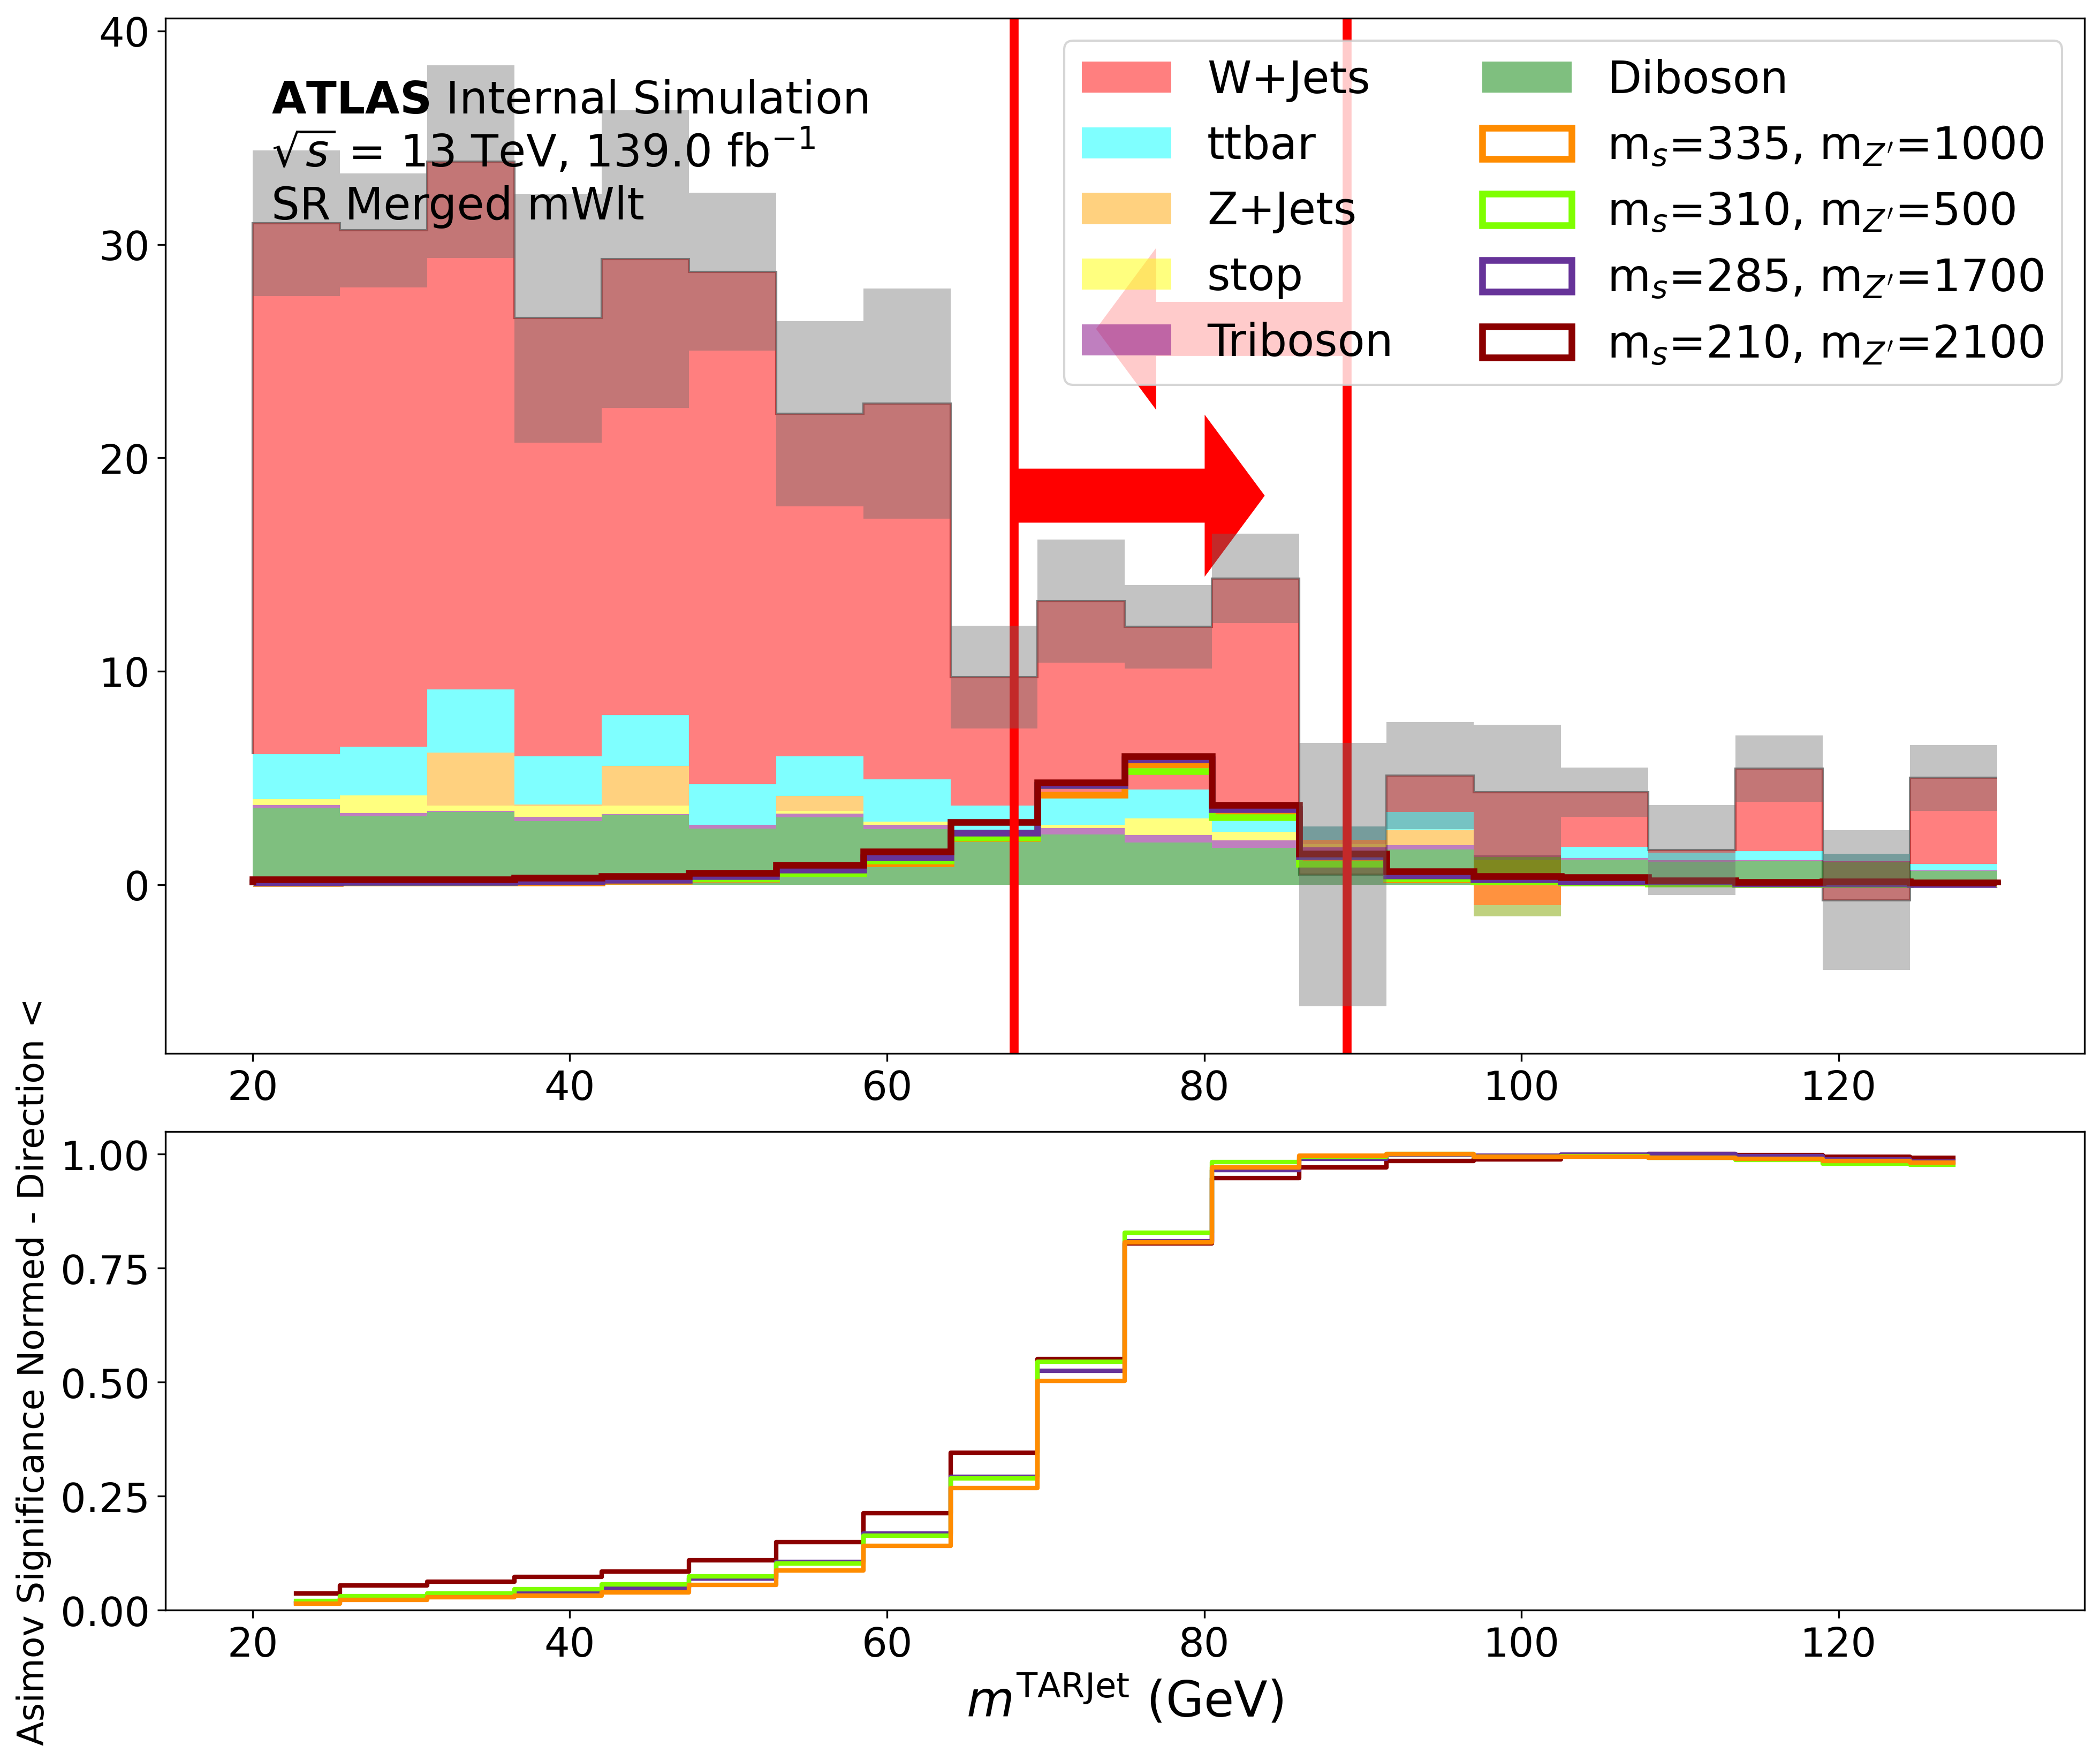 40
30
20
10
0
ATLAS Internal Simulation
√s = 13 TeV, 139.0 fb⁻¹
SR Merged mWlt
W+Jets
ttbar
Z+Jets
stop
Triboson
Diboson
mₛ=335, m_Z′=1000
mₛ=310, m_Z′=500
mₛ=285, m_Z′=1700
mₛ=210, m_Z′=2100
20 40 60 80 100 120
Asimov Significance Normed - Direction <
1.00
0.75
0.50
0.25
0.00
20 40 60 80 100 120
m^TARJet (GeV)